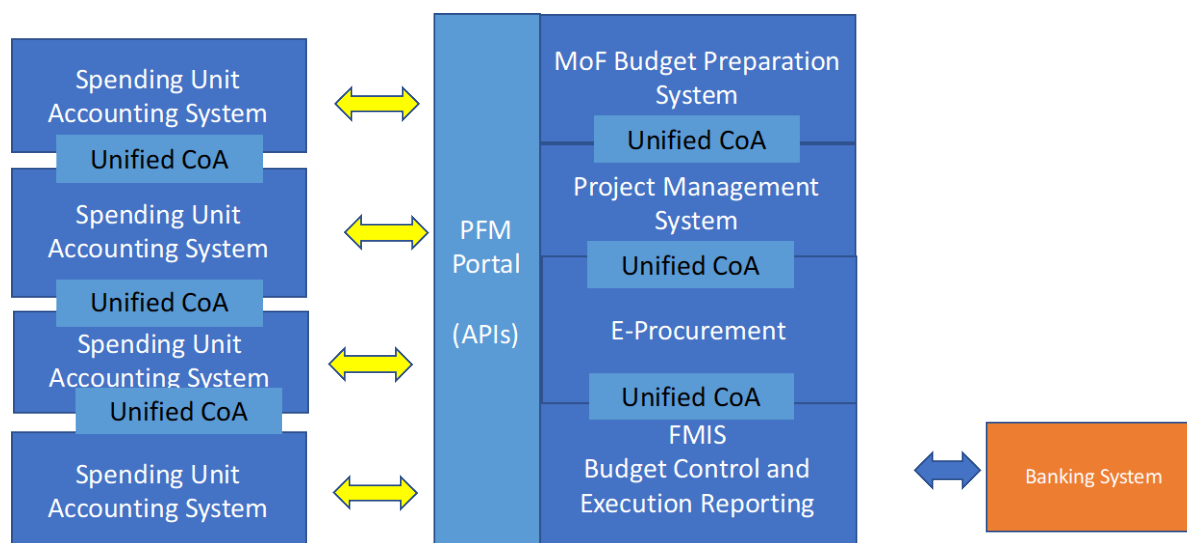 Spending Unit
Accounting System
Unified CoA
Spending Unit
Accounting System
Unified CoA
Spending Unit
Accounting System
Unified CoA
Spending Unit
Accounting System
PFM
Portal
(APIs)
MoF Budget Preparation
System
Unified CoA
Project Management
System
Unified CoA
E-Procurement
Unified CoA
FMIS
Budget Control and
Execution Reporting
Banking System